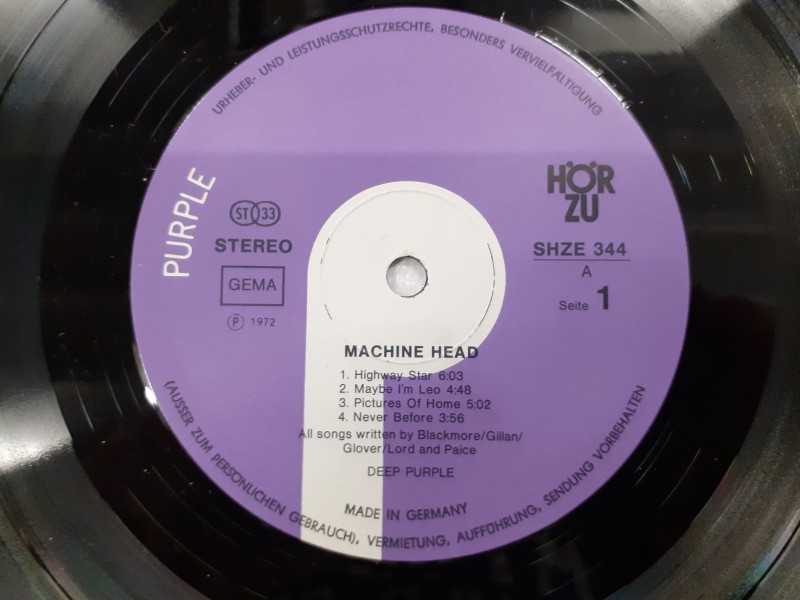 URHEBER- UND LEISTUNGSSCHUTZRECHTE, BESONDERS VERVIELFÄLTIGUNG
PURPLE
ST 33
STEREO
GEMA
℗ 1972
HÖR
ZU
SHZE 344
A
Seite 1
MACHINE HEAD
1. Highway Star 6:03
2. Maybe I'm Leo 4:48
3. Pictures Of Home 5:02
4. Never Before 3:56
All songs written by Blackmore/Gillan/
Glover/Lord and Paice
DEEP PURPLE
MADE IN GERMANY
(AUSSER ZUM PERSÖNLICHEN GEBRAUCH), VERMIETUNG, AUFFÜHRUNG, SENDUNG VORBEHALTEN